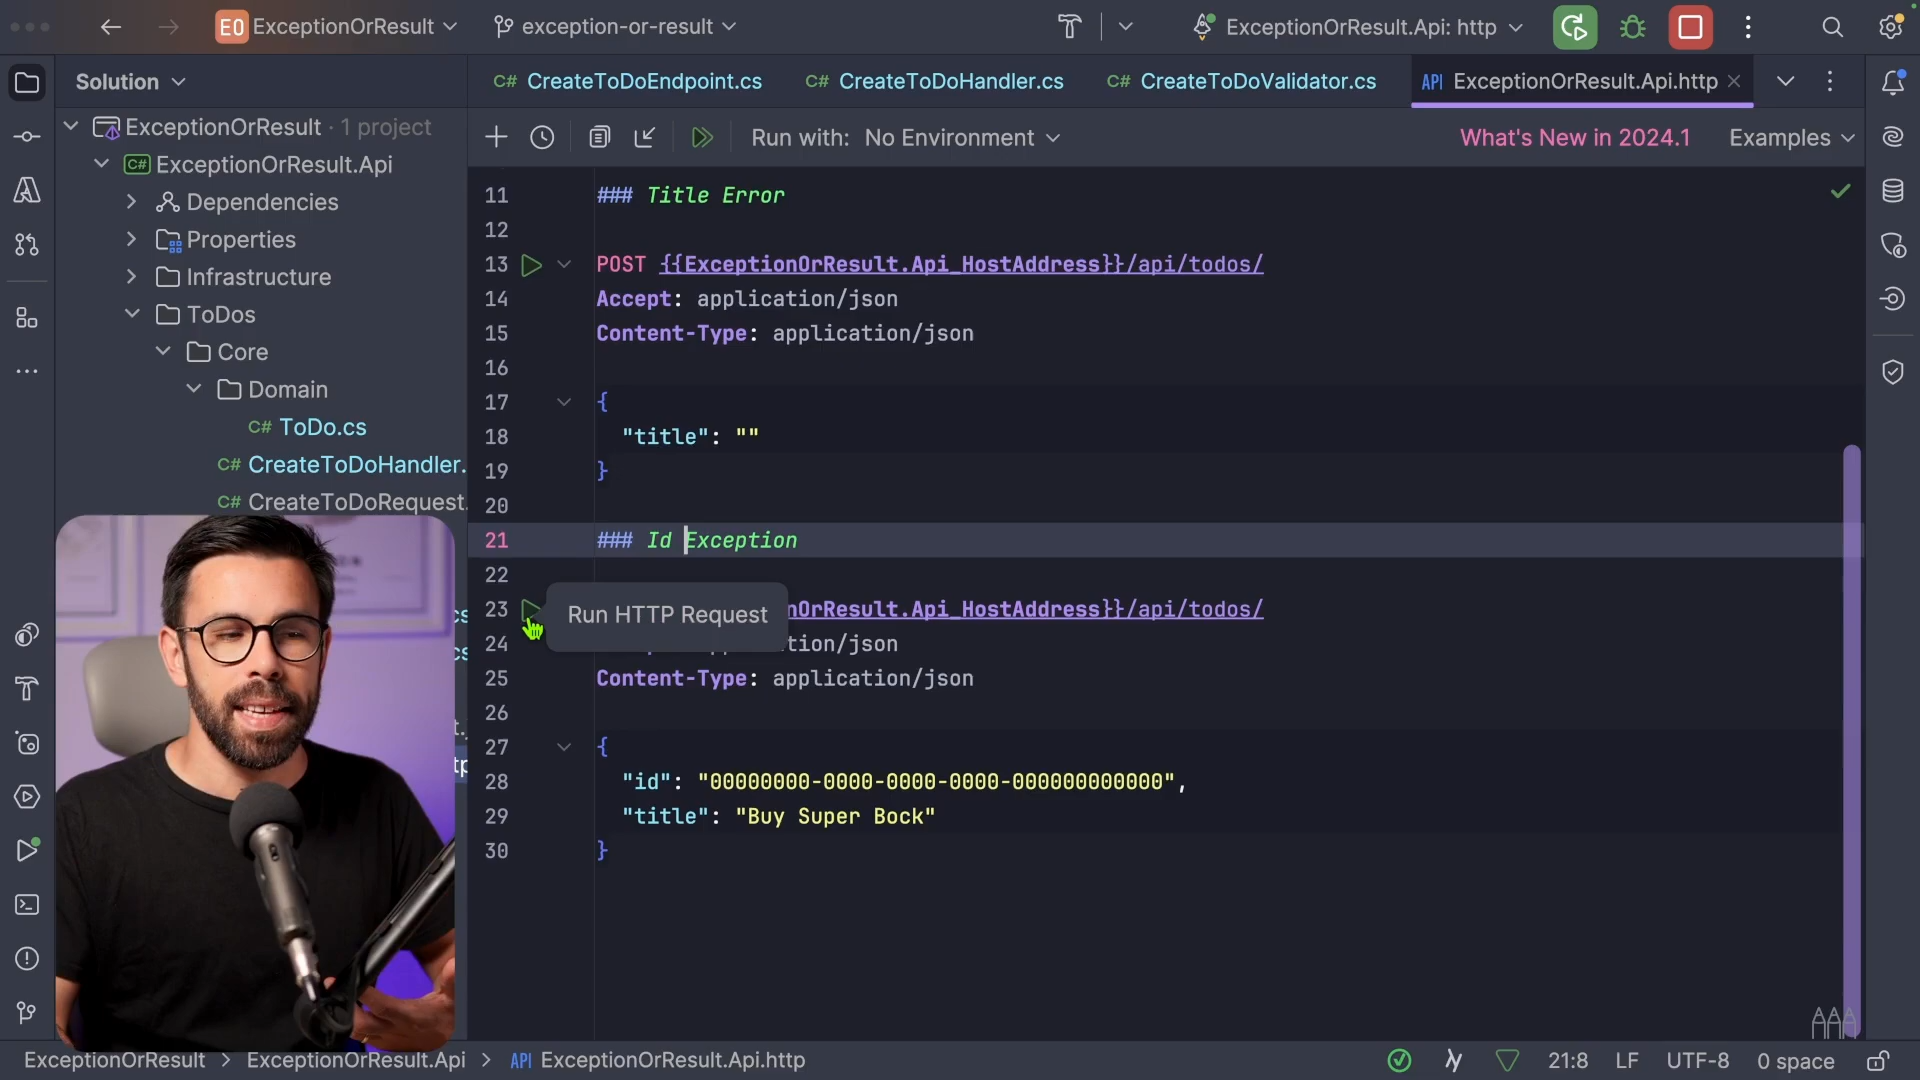 EO ExceptionOrResult
exception-or-result
ExceptionOrResult.Api: http
Solution
C# CreateToDoEndpoint.cs
C# CreateToDoHandler.cs
C# CreateToDoValidator.cs
API ExceptionOrResult.Api.http
Run with: No Environment
What's New in 2024.1
Examples
ExceptionOrResult · 1 project
C# ExceptionOrResult.Api
Dependencies
Properties
Infrastructure
ToDos
Core
Domain
C# ToDo.cs
C# CreateToDoHandler.
C# CreateToDoRequest.
11 ### Title Error
12
13 POST {{ExceptionOrResult.Api_HostAddress}}/api/todos/
14 Accept: application/json
15 Content-Type: application/json
16
17 {
18 "title": ""
19 }
20
21 ### Id Exception
22
23 nOrResult.Api_HostAddress}}/api/todos/
Run HTTP Request
24 tion/json
25 Content-Type: application/json
26
27 {
28 "id": "00000000-0000-0000-0000-000000000000",
29 "title": "Buy Super Bock"
30 }
ExceptionOrResult > ExceptionOrResult.Api > API ExceptionOrResult.Api.http
21:8 LF UTF-8 0 space